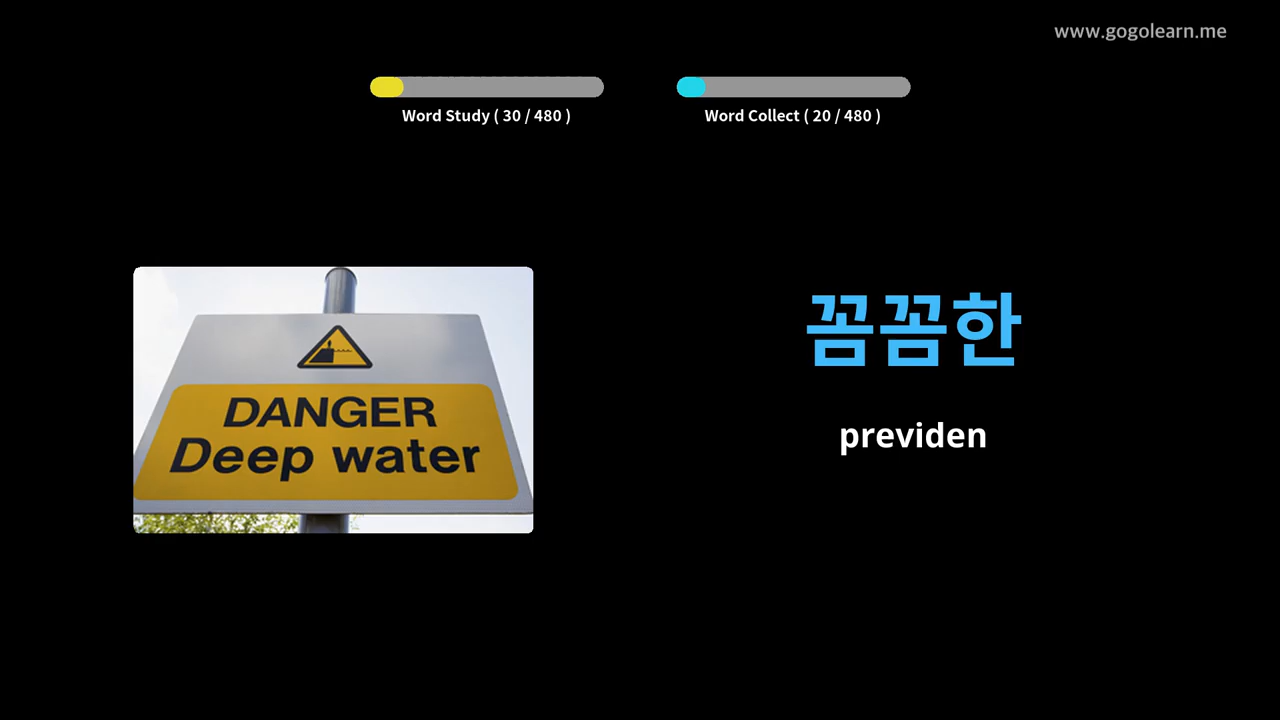 www.gogolearn.me
Word Study ( 30 / 480 )
Word Collect ( 20 / 480 )
DANGER
Deep water
꼼꼼한
previden